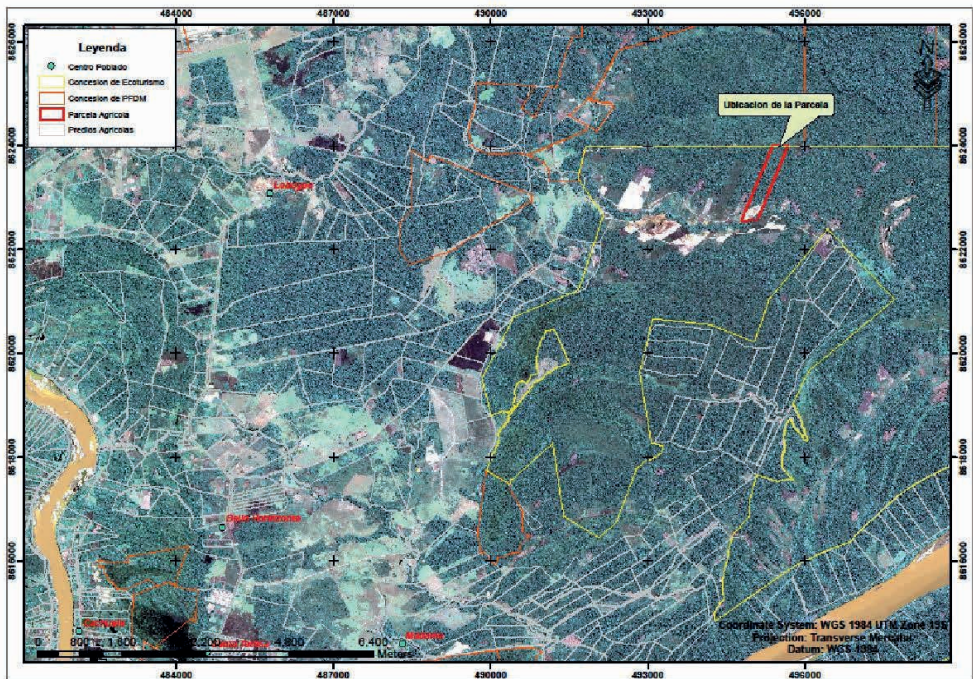 484000 487000 490000 493000 496000
8626000 8626000
Leyenda
Centro Poblado
Concesion de Ecoturismo
Concesion de PFDM
Parcela Agricola
Predios Agricolas
N
Ubicacion de la Parcela
8624000 8624000
8622000 8622000
8620000 8620000
8618000 8618000
8616000 8616000
0 800 1,600 3,200 4,800 6,400
Meters
Coordinate System: WGS 1984 UTM Zone 19S
Projection: Transverse Mercator
Datum: WGS 1984
484000 487000 490000 493000 496000